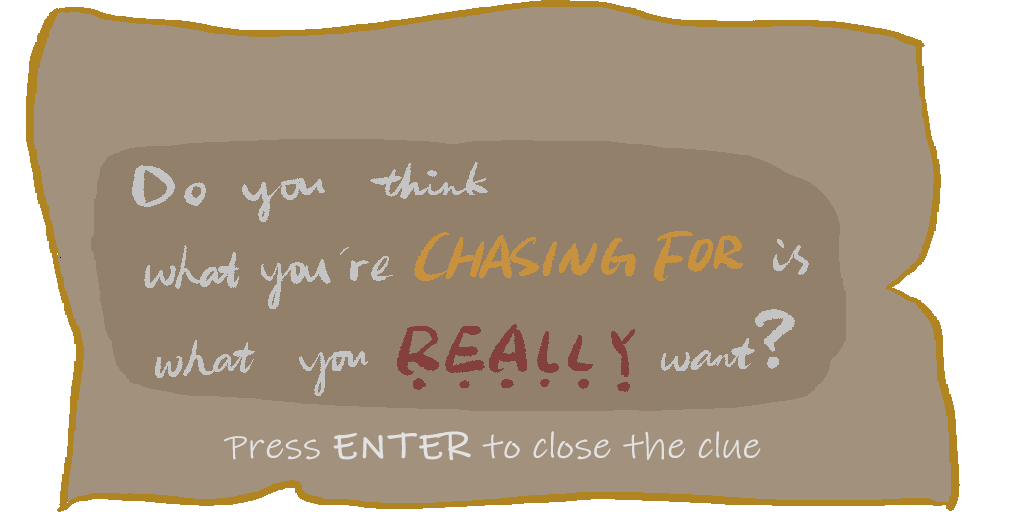 Do you think
what you're CHASING FOR is
what you REALLY want?
Press ENTER to close the clue